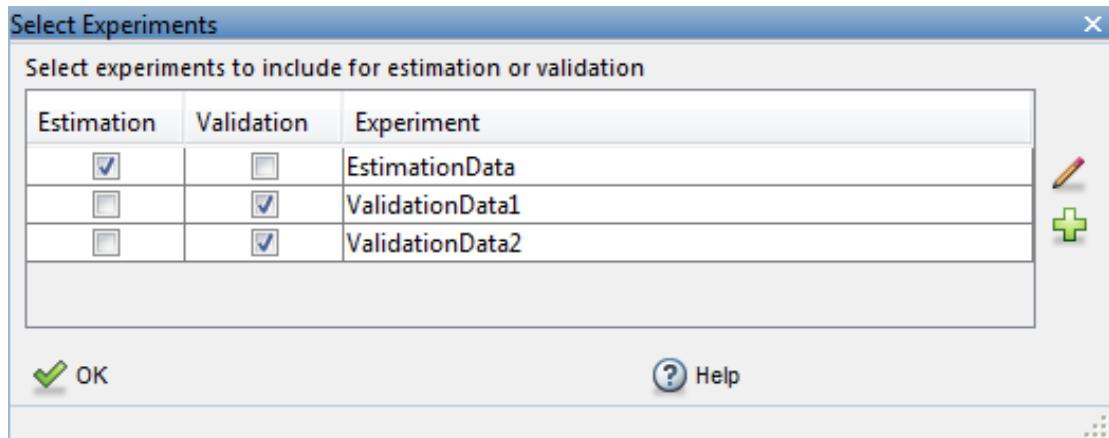 Select Experiments
Select experiments to include for estimation or validation
Estimation Validation Experiment
EstimationData
ValidationData1
ValidationData2
OK Help